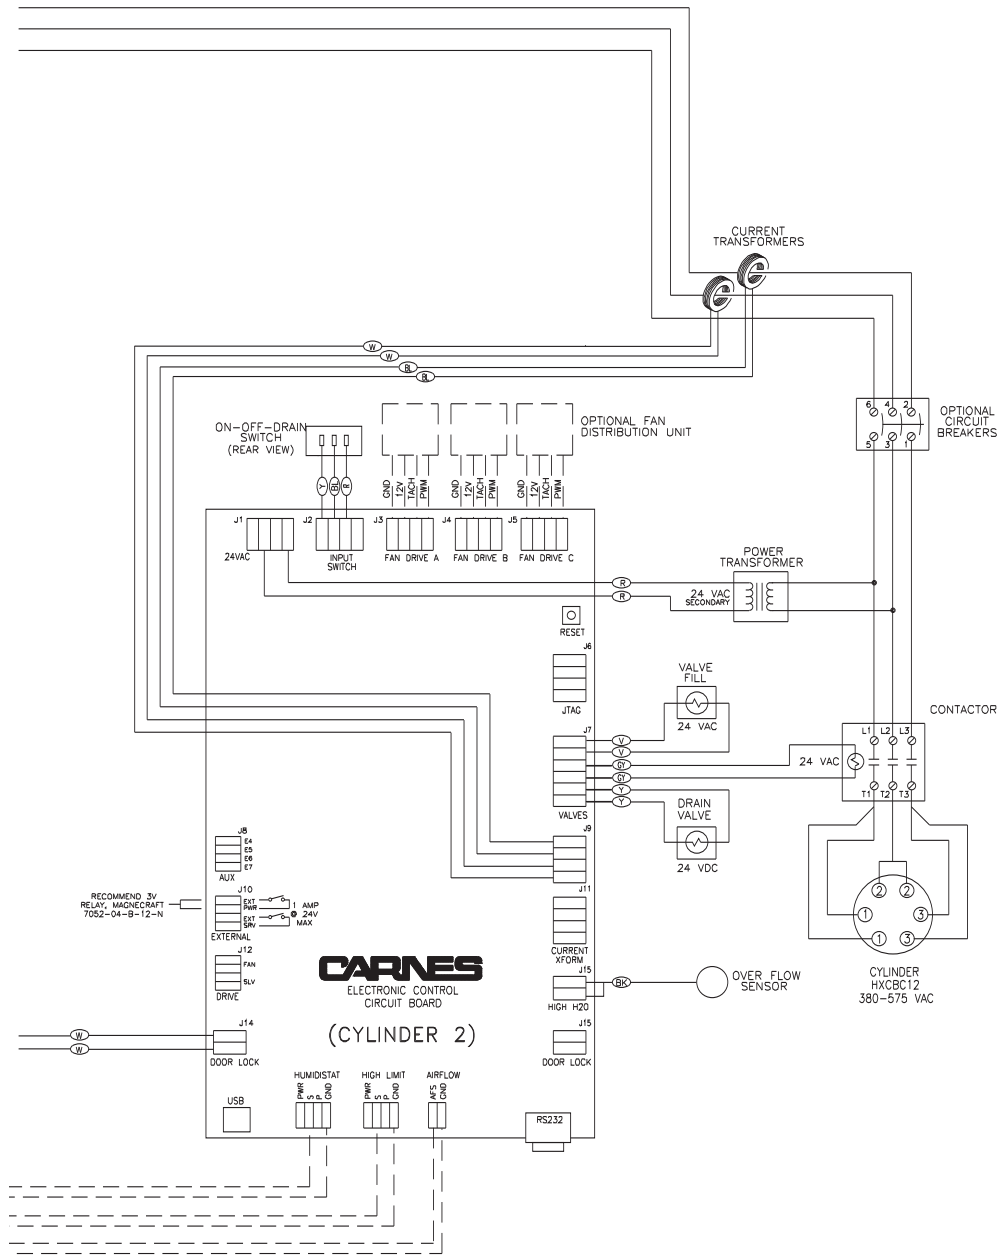 CURRENT
TRANSFORMERS
W
W
BL
BL
6
4
2
5
3
1
OPTIONAL
CIRCUIT
BREAKERS
ON-OFF-DRAIN
SWITCH
(REAR VIEW)
Y
BL
R
OPTIONAL FAN
DISTRIBUTION UNIT
GND
12V
TACH
PWM
GND
12V
TACH
PWM
GND
12V
TACH
PWM
J1
J2
J3
J4
J5
24VAC
INPUT
SWITCH
FAN DRIVE A
FAN DRIVE B
FAN DRIVE C
POWER
TRANSFORMER
R
R
24 VAC
SECONDARY
RESET
J6
JTAG
VALVE
FILL
24 VAC
CONTACTOR
J7
V
V
GY
GY
Y
Y
VALVES
24 VAC
L1
L2
L3
T1
T2
T3
DRAIN
VALVE
24 VDC
J8
E4
E5
E6
E7
AUX
J9
RECOMMEND 3V
RELAY, MAGNECRAFT
7052-04-B-12-N
J10
EXT
PWR
EXT
SRV
1 AMP
@ 24V
MAX
EXTERNAL
J11
CURRENT
XFORM
2
2
1
3
1
3
CYLINDER
HXCBC12
380-575 VAC
J12
FAN
SLV
DRIVE
CARNES
ELECTRONIC CONTROL
CIRCUIT BOARD
(CYLINDER 2)
J15
HIGH H2O
BK
OVER FLOW
SENSOR
W
W
J14
DOOR LOCK
J15
DOOR LOCK
HUMIDISTAT
PWR
S
P
GND
HIGH LIMIT
PWR
S
P
GND
AIRFLOW
AFS
GND
USB
RS232